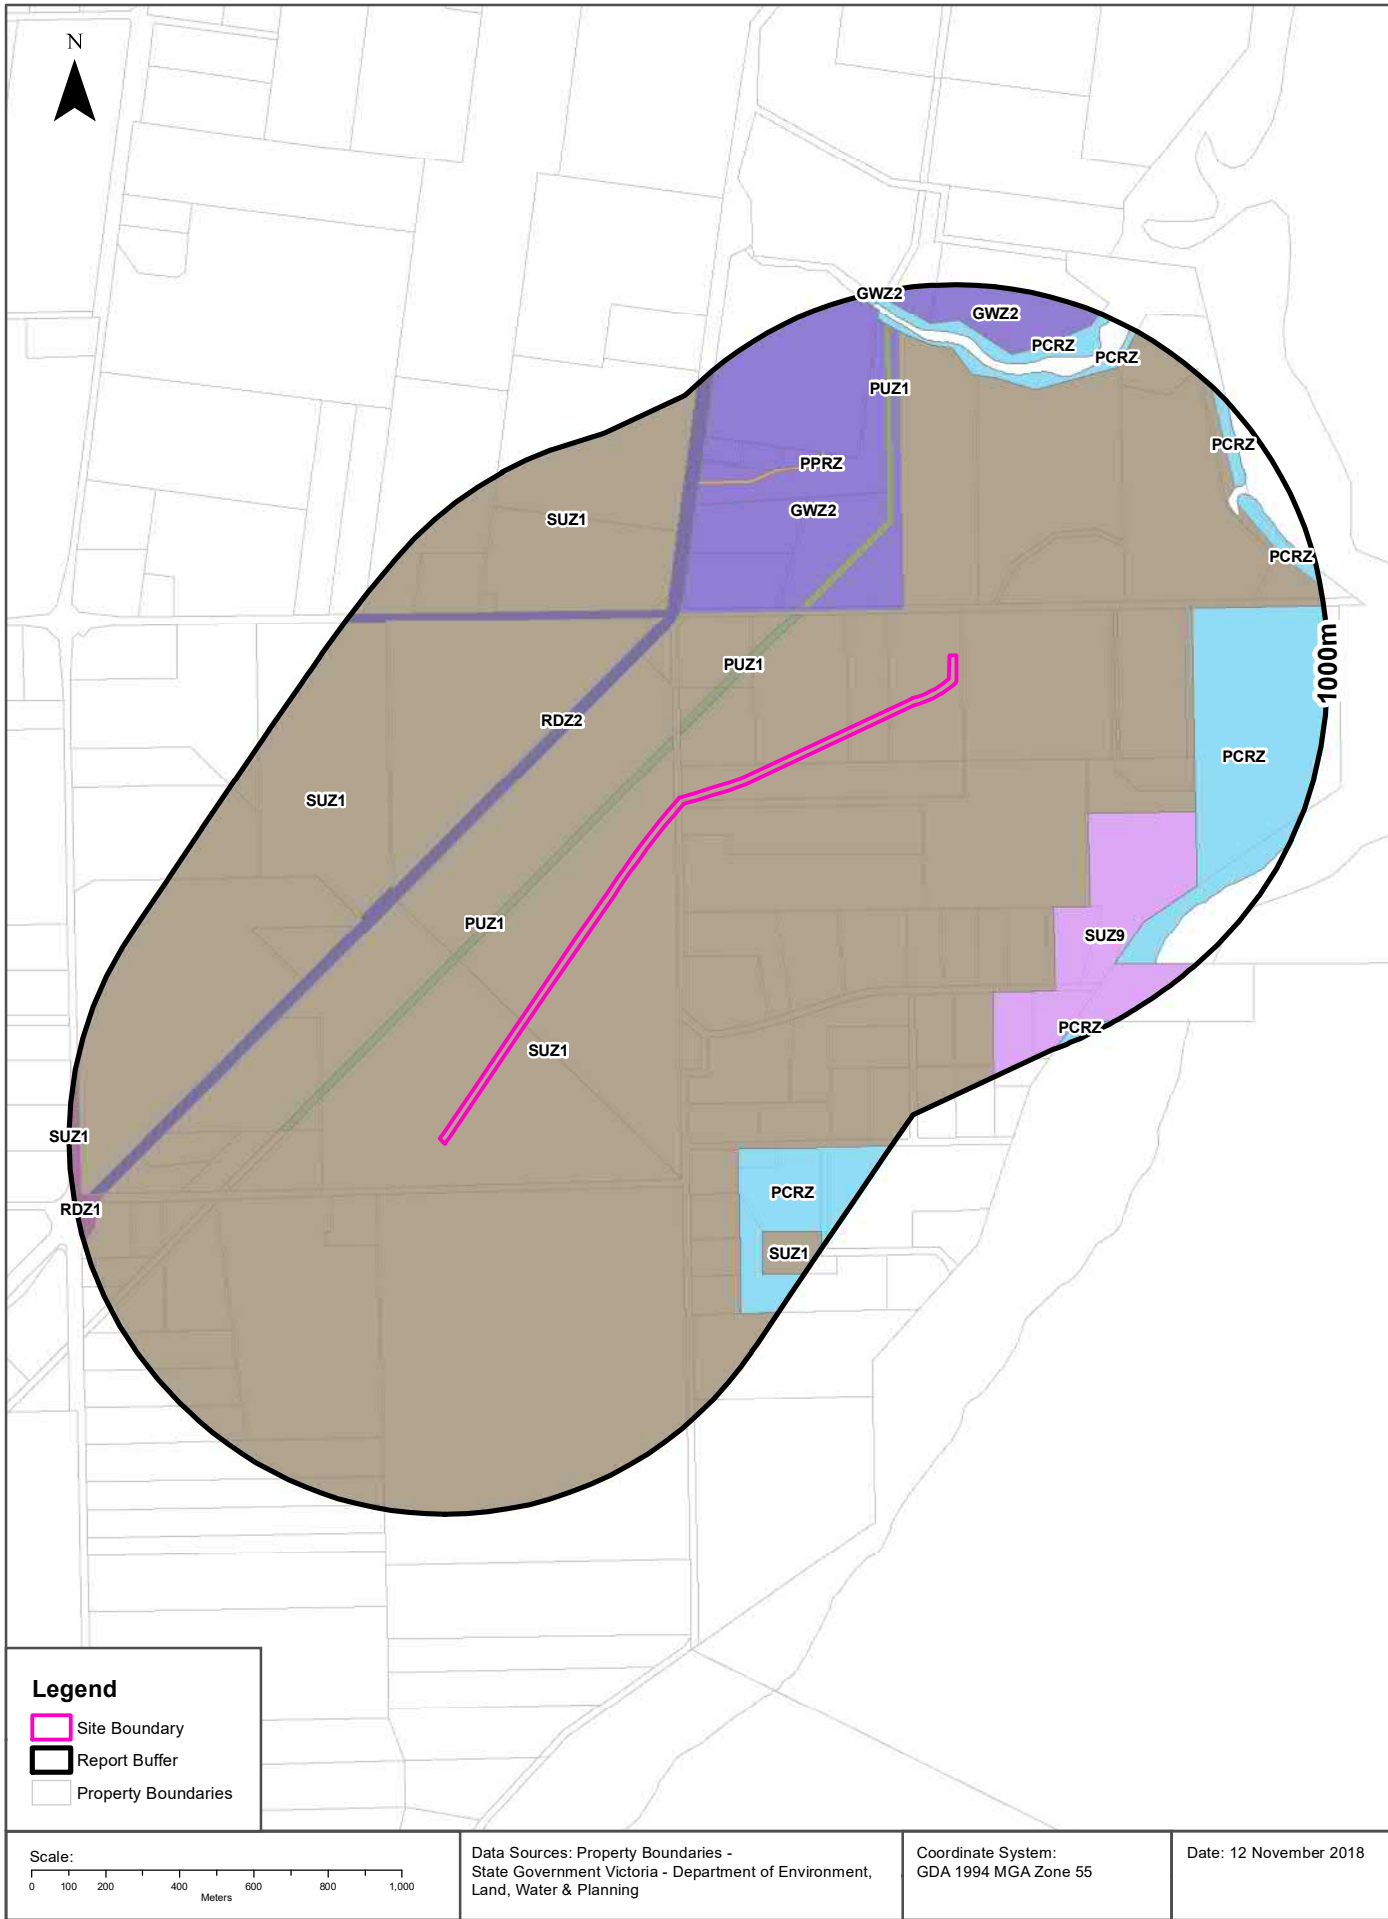 N
GWZ2
GWZ2
PCRZ
PCRZ
PUZ1
PCRZ
PPRZ
GWZ2
SUZ1
PCRZ
1000m
PUZ1
RDZ2
PCRZ
SUZ1
PUZ1
SUZ9
PCRZ
SUZ1
SUZ1
PCRZ
RDZ1
SUZ1
Legend
Site Boundary
Report Buffer
Property Boundaries
Scale:
0 100 200 400 600 800 1,000
Meters
Data Sources: Property Boundaries -
State Government Victoria - Department of Environment,
Land, Water & Planning
Coordinate System:
GDA 1994 MGA Zone 55
Date: 12 November 2018